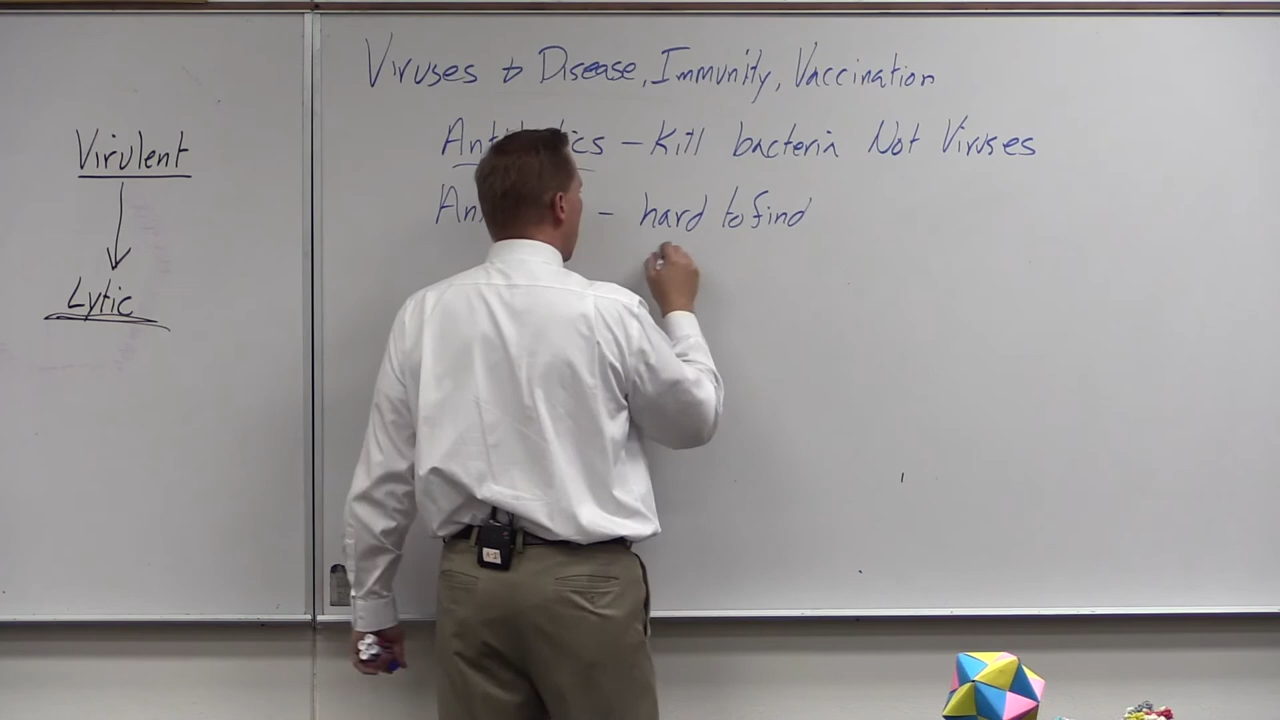 Virulent
Lytic
Viruses → Disease, Immunity, Vaccination
Kill bacteria Not Viruses
- hard to find